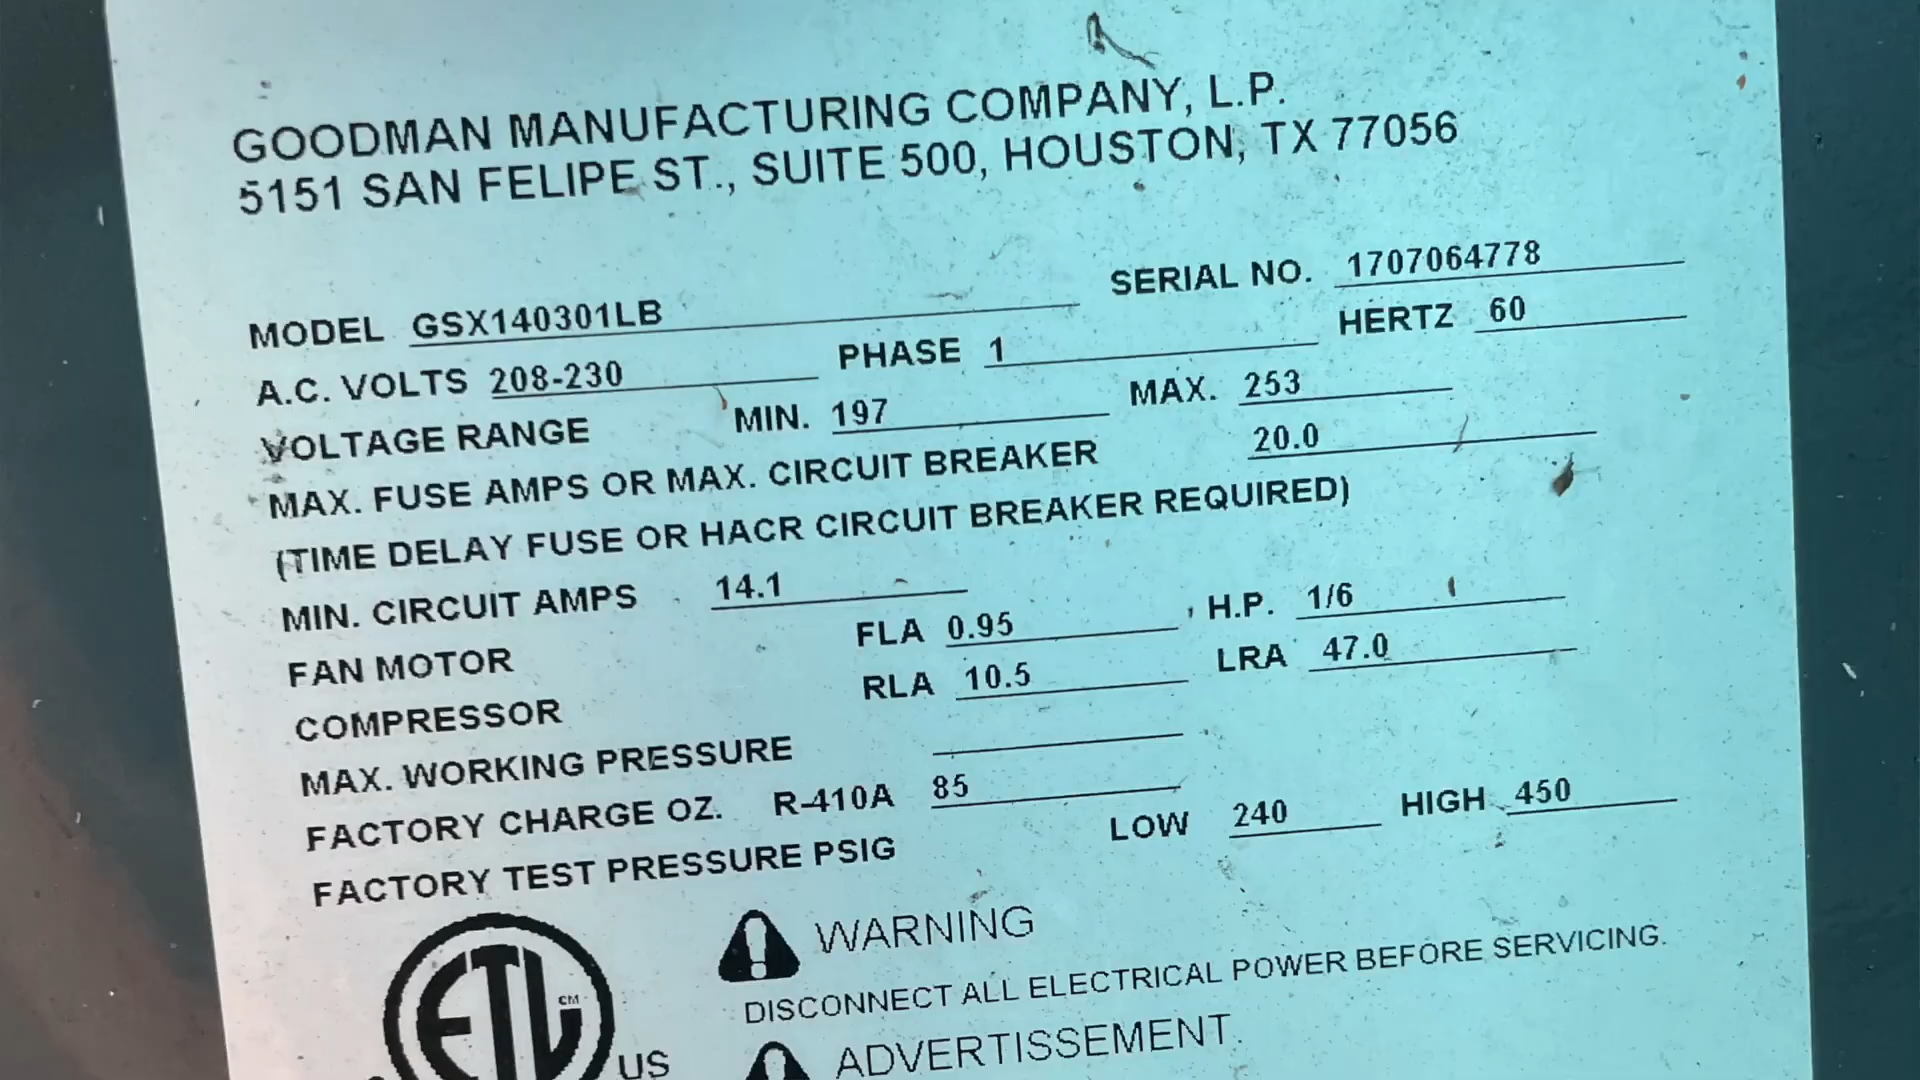 GOODMAN MANUFACTURING COMPANY, L.P.
5151 SAN FELIPE ST., SUITE 500, HOUSTON, TX 77056
MODEL GSX140301LB SERIAL NO. 1707064778
A.C. VOLTS 208-230 PHASE 1 HERTZ 60
VOLTAGE RANGE MIN. 197 MAX. 253
MAX. FUSE AMPS OR MAX. CIRCUIT BREAKER 20.0
(TIME DELAY FUSE OR HACR CIRCUIT BREAKER REQUIRED)
MIN. CIRCUIT AMPS 14.1
FAN MOTOR FLA 0.95 H.P. 1/6
COMPRESSOR RLA 10.5 LRA 47.0
MAX. WORKING PRESSURE
FACTORY CHARGE OZ. R-410A 85
FACTORY TEST PRESSURE PSIG LOW 240 HIGH 450
WARNING
DISCONNECT ALL ELECTRICAL POWER BEFORE SERVICING.
ETL CM US
ADVERTISSEMENT.